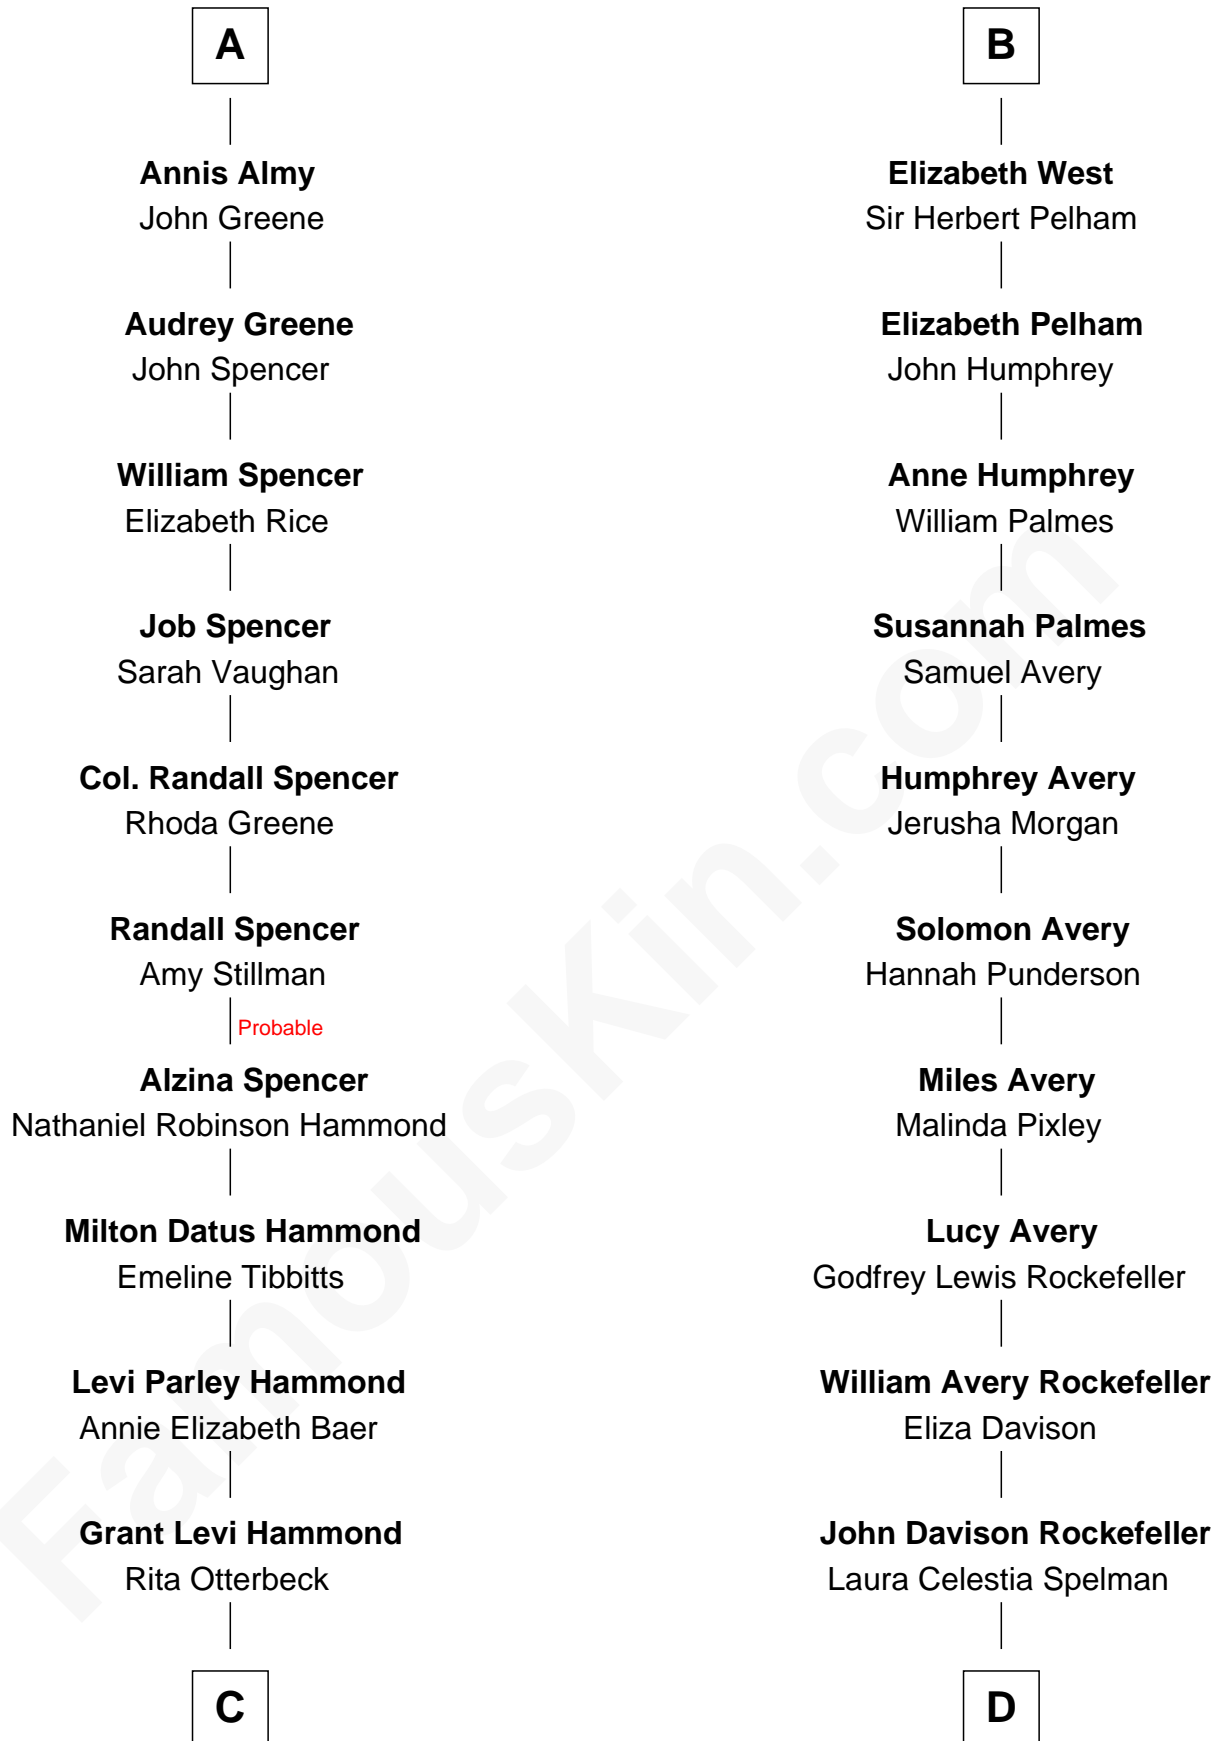 A
Annis Almy
John Greene
Audrey Greene
John Spencer
William Spencer
Elizabeth Rice
Job Spencer
Sarah Vaughan
Col. Randall Spencer
Rhoda Greene
Randall Spencer
Amy Stillman
Probable
Alzina Spencer
Nathaniel Robinson Hammond
Milton Datus Hammond
Emeline Tibbitts
Levi Parley Hammond
Annie Elizabeth Baer
Grant Levi Hammond
Rita Otterbeck
C
B
Elizabeth West
Sir Herbert Pelham
Elizabeth Pelham
John Humphrey
Anne Humphrey
William Palmes
Susannah Palmes
Samuel Avery
Humphrey Avery
Jerusha Morgan
Solomon Avery
Hannah Punderson
Miles Avery
Malinda Pixley
Lucy Avery
Godfrey Lewis Rockefeller
William Avery Rockefeller
Eliza Davison
John Davison Rockefeller
Laura Celestia Spelman
D
FamousKin.com